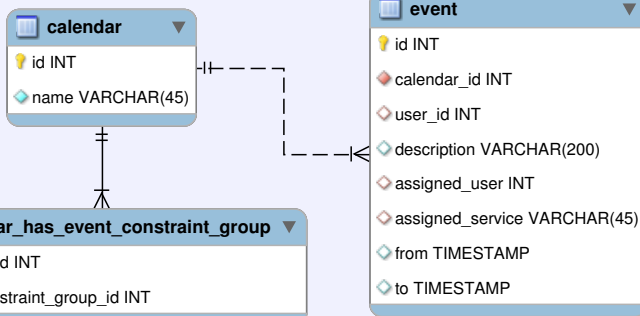 calendar
id INT
name VARCHAR(45)
event
id INT
calendar_id INT
user_id INT
description VARCHAR(200)
assigned_user INT
assigned_service VARCHAR(45)
from TIMESTAMP
to TIMESTAMP
ar_has_event_constraint_group
d INT
straint_group_id INT